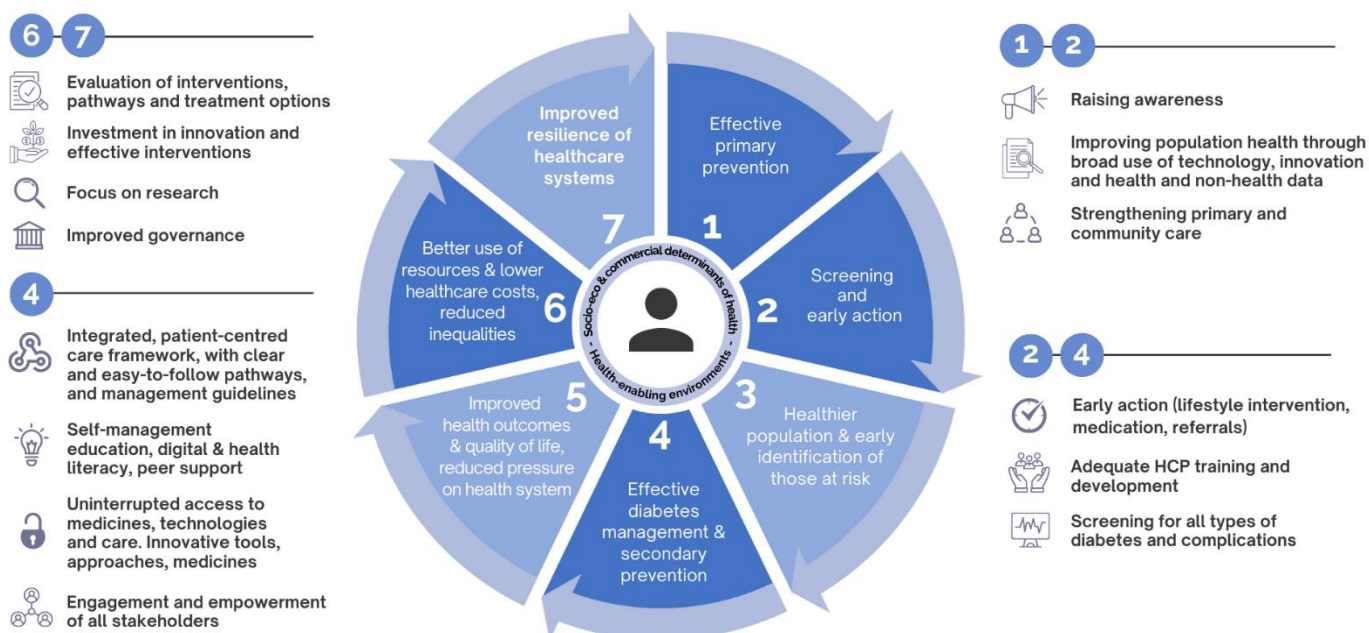 6 7
Evaluation of interventions,
pathways and treatment options
Investment in innovation and
effective interventions
Focus on research
Improved governance
4
Integrated, patient-centred
care framework, with clear
and easy-to-follow pathways,
and management guidelines
Self-management
education, digital & health
literacy, peer support
Uninterrupted access to
medicines, technologies
and care. Innovative tools,
approaches, medicines
Engagement and empowerment
of all stakeholders
Effective
primary
prevention
1
Screening
and
early action
2
3
Healthier
population & early
identification of
those at risk
4
Effective
diabetes
management &
secondary
prevention
5
Improved
health outcomes
& quality of life,
reduced pressure
on health system
Better use of
resources & lower
healthcare costs,
reduced
inequalities
6
Improved
resilience of
healthcare
systems
7
Socio-eco & commercial determinants of health
- Health-enabling environments -
1 2
Raising awareness
Improving population health through
broad use of technology, innovation
and health and non-health data
Strengthening primary and
community care
2 4
Early action (lifestyle intervention,
medication, referrals)
Adequate HCP training and
development
Screening for all types of
diabetes and complications